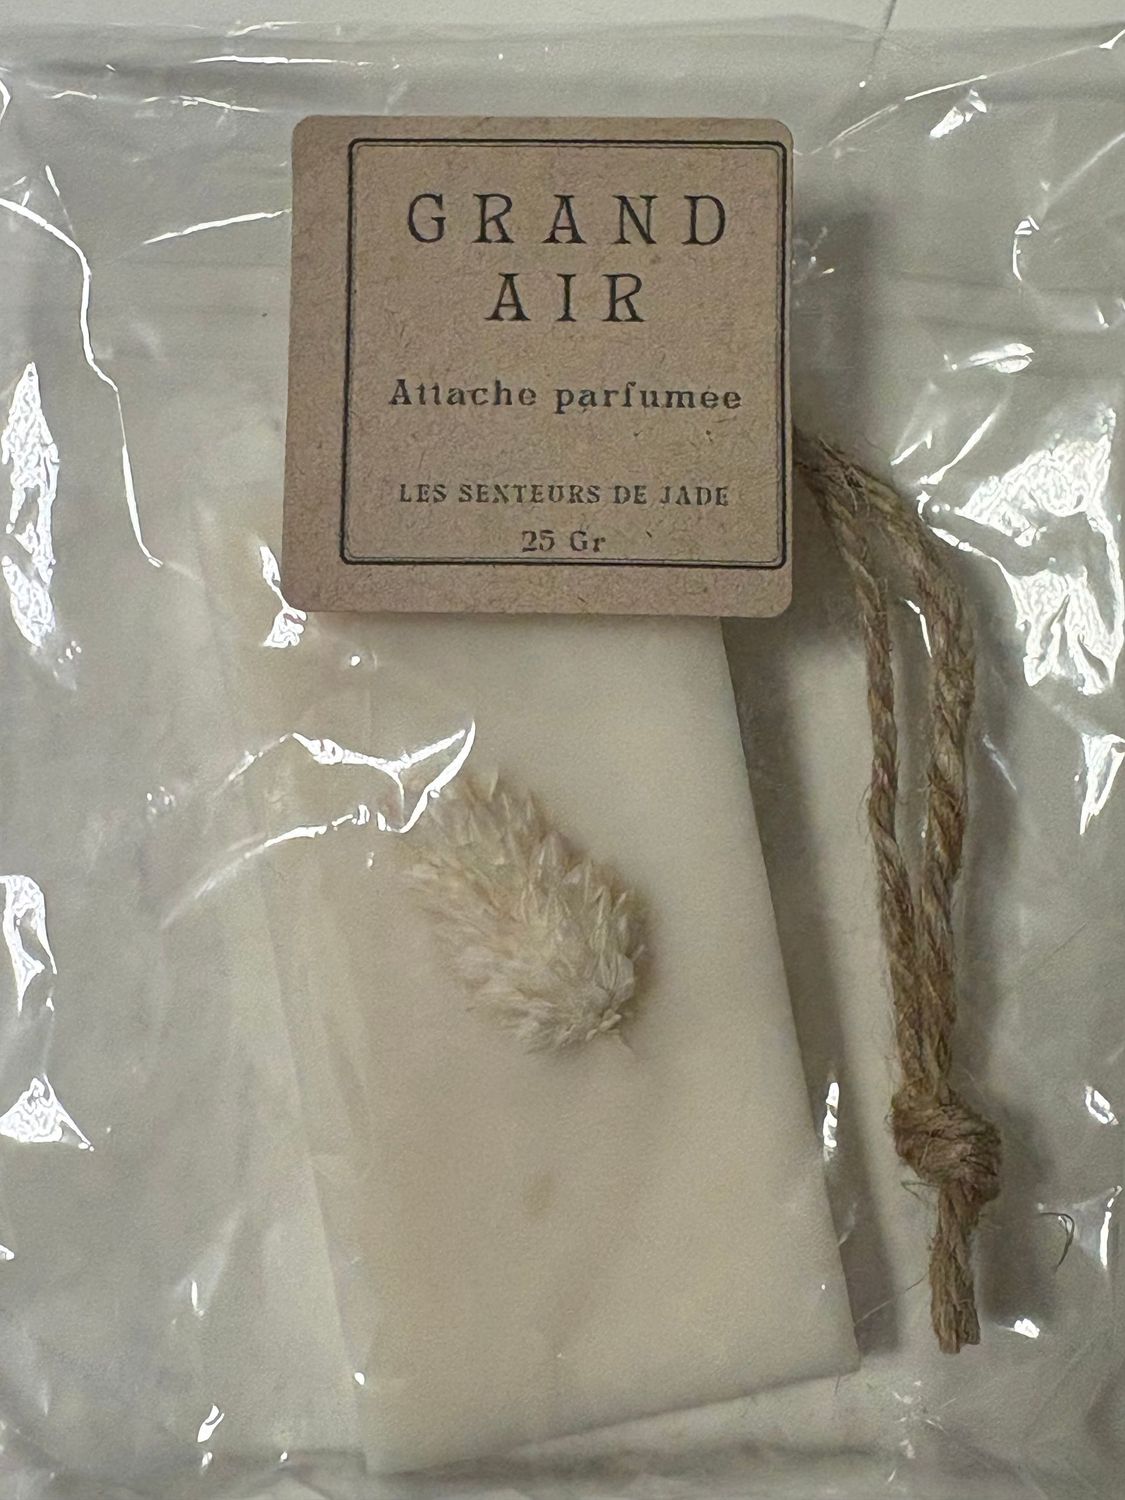 GRAND
AIR
Attache parfumée
LES SENTEURS DE JADE
25 Gr